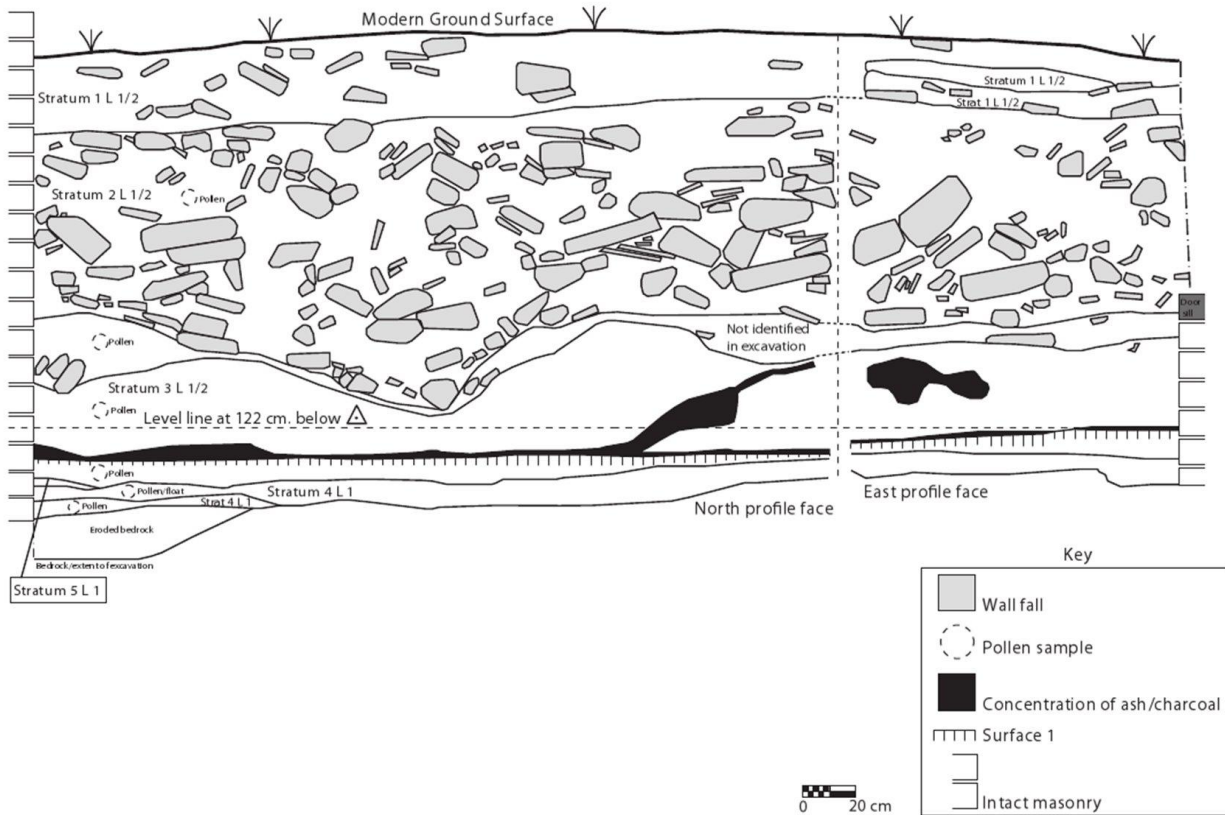 Modern Ground Surface
Stratum 1 L 1/2
Stratum 1 L 1/2
Strat 1 L 1/2
Stratum 2 L 1/2
Pollen
Door
sill
Pollen
Not identified
in excavation
Stratum 3 L 1/2
Pollen
Level line at 122 cm. below
Pollen
Pollen/float
Stratum 4 L 1
Strat 4 L 1
Pollen
North profile face
East profile face
Eroded bedrock
Bedrock/extent of excavation
Stratum 5 L 1
Key
Wall fall
Pollen sample
Concentration of ash/charcoal
Surface 1
Intact masonry
0 20 cm